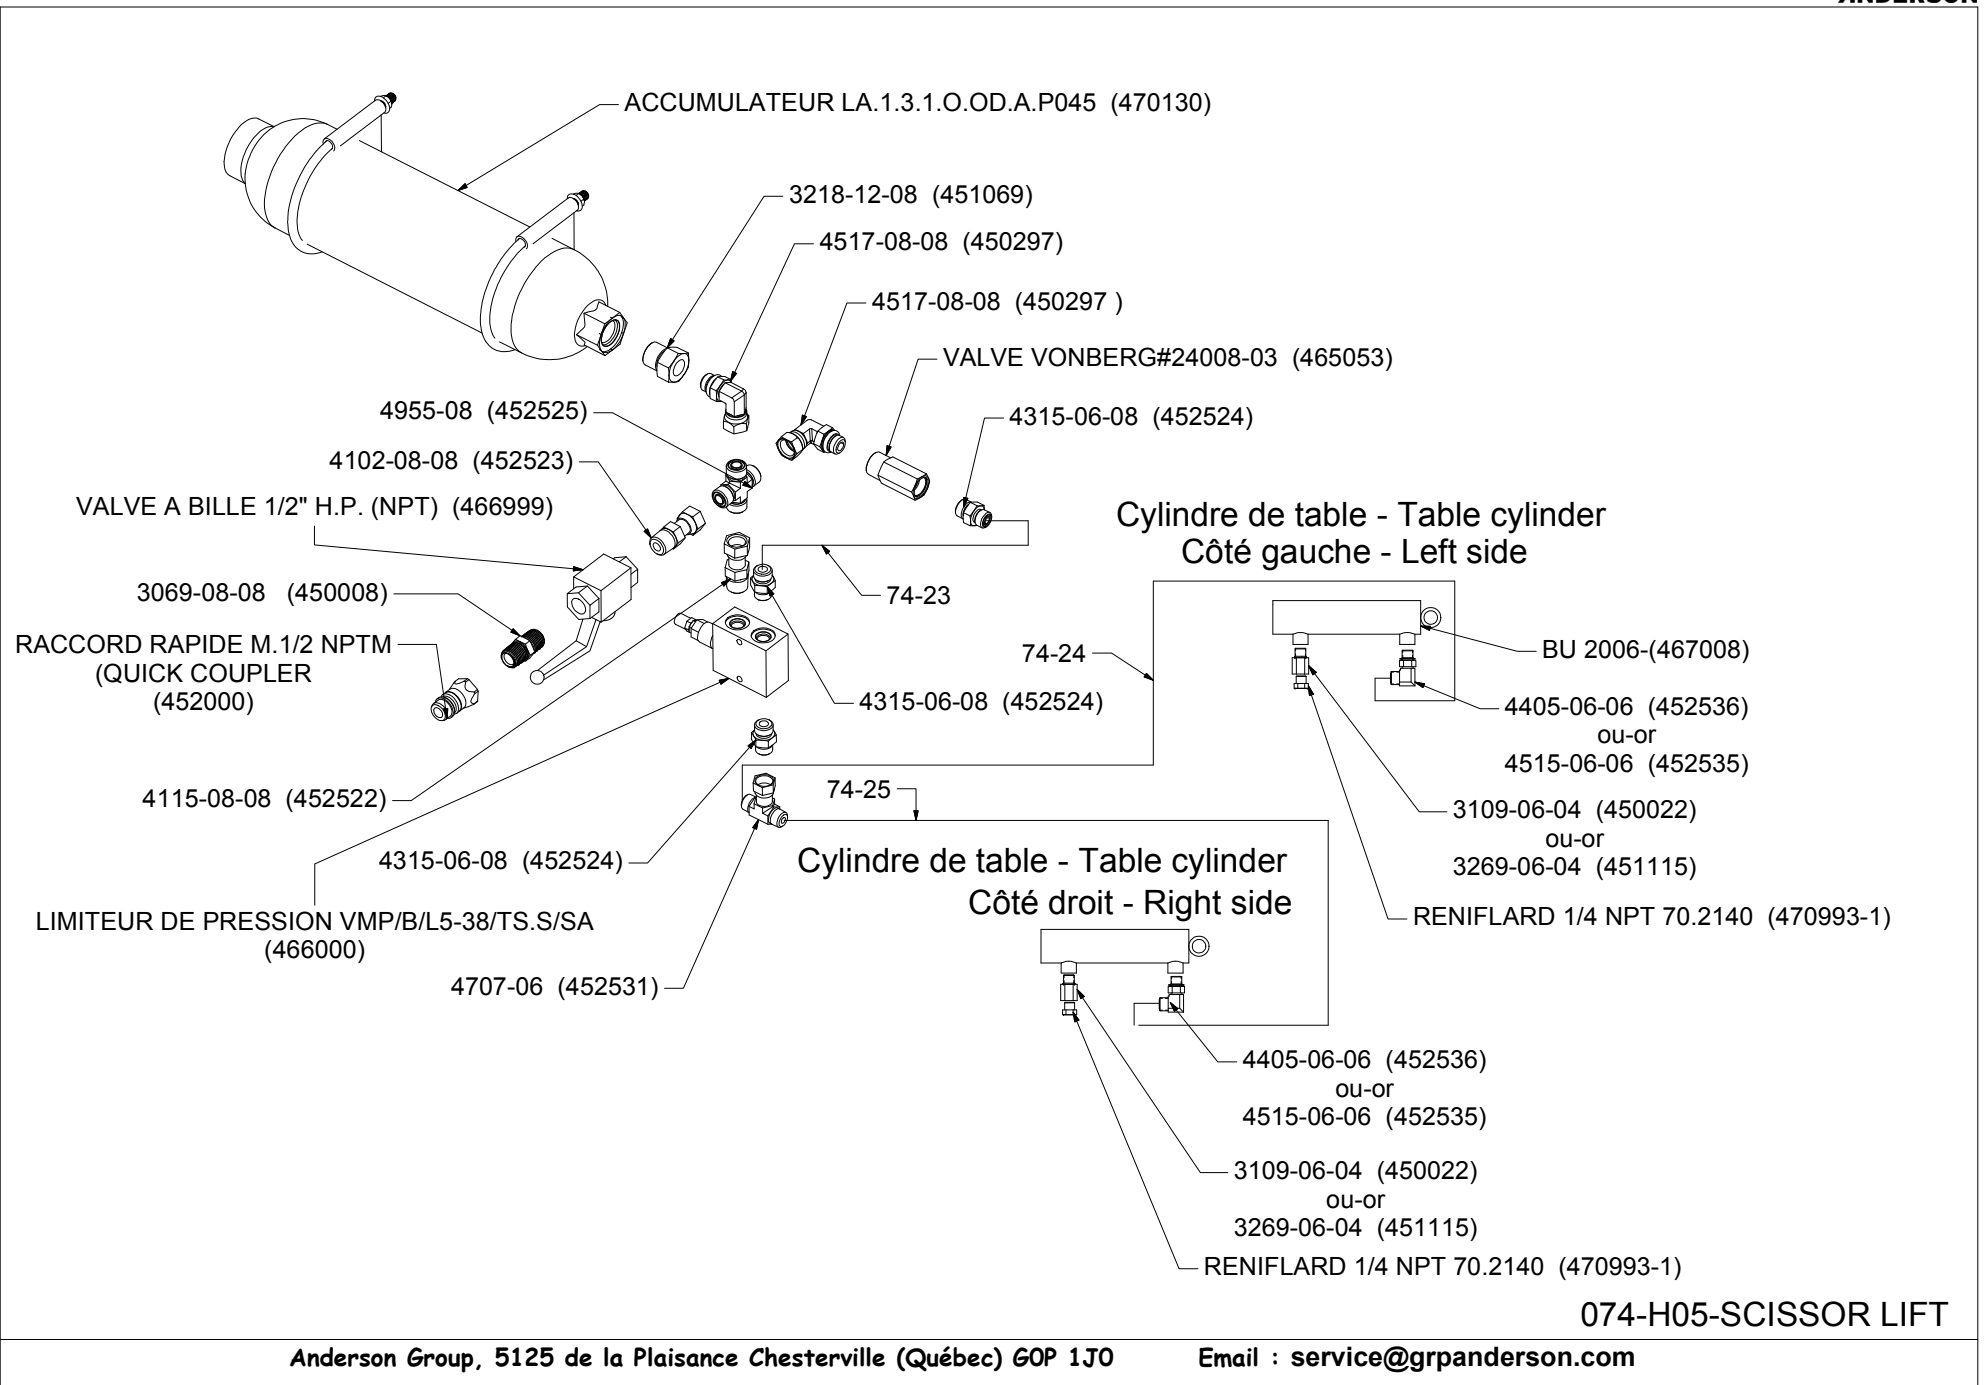 ANDERSON
ACCUMULATEUR LA.1.3.1.O.OD.A.P045 (470130)
3218-12-08 (451069)
4517-08-08 (450297)
4517-08-08 (450297 )
VALVE VONBERG#24008-03 (465053)
4955-08 (452525)
4315-06-08 (452524)
4102-08-08 (452523)
VALVE A BILLE 1/2" H.P. (NPT) (466999)
Cylindre de table - Table cylinder
Côté gauche - Left side
3069-08-08 (450008)
74-23
RACCORD RAPIDE M.1/2 NPTM
(QUICK COUPLER
(452000)
74-24
BU 2006-(467008)
4315-06-08 (452524)
4405-06-06 (452536)
ou-or
4515-06-06 (452535)
4115-08-08 (452522)
74-25
3109-06-04 (450022)
ou-or
3269-06-04 (451115)
4315-06-08 (452524)
Cylindre de table - Table cylinder
Côté droit - Right side
RENIFLARD 1/4 NPT 70.2140 (470993-1)
LIMITEUR DE PRESSION VMP/B/L5-38/TS.S/SA
(466000)
4707-06 (452531)
4405-06-06 (452536)
ou-or
4515-06-06 (452535)
3109-06-04 (450022)
ou-or
3269-06-04 (451115)
RENIFLARD 1/4 NPT 70.2140 (470993-1)
074-H05-SCISSOR LIFT
Anderson Group, 5125 de la Plaisance Chesterville (Québec) G0P 1J0 Email : service@grpanderson.com